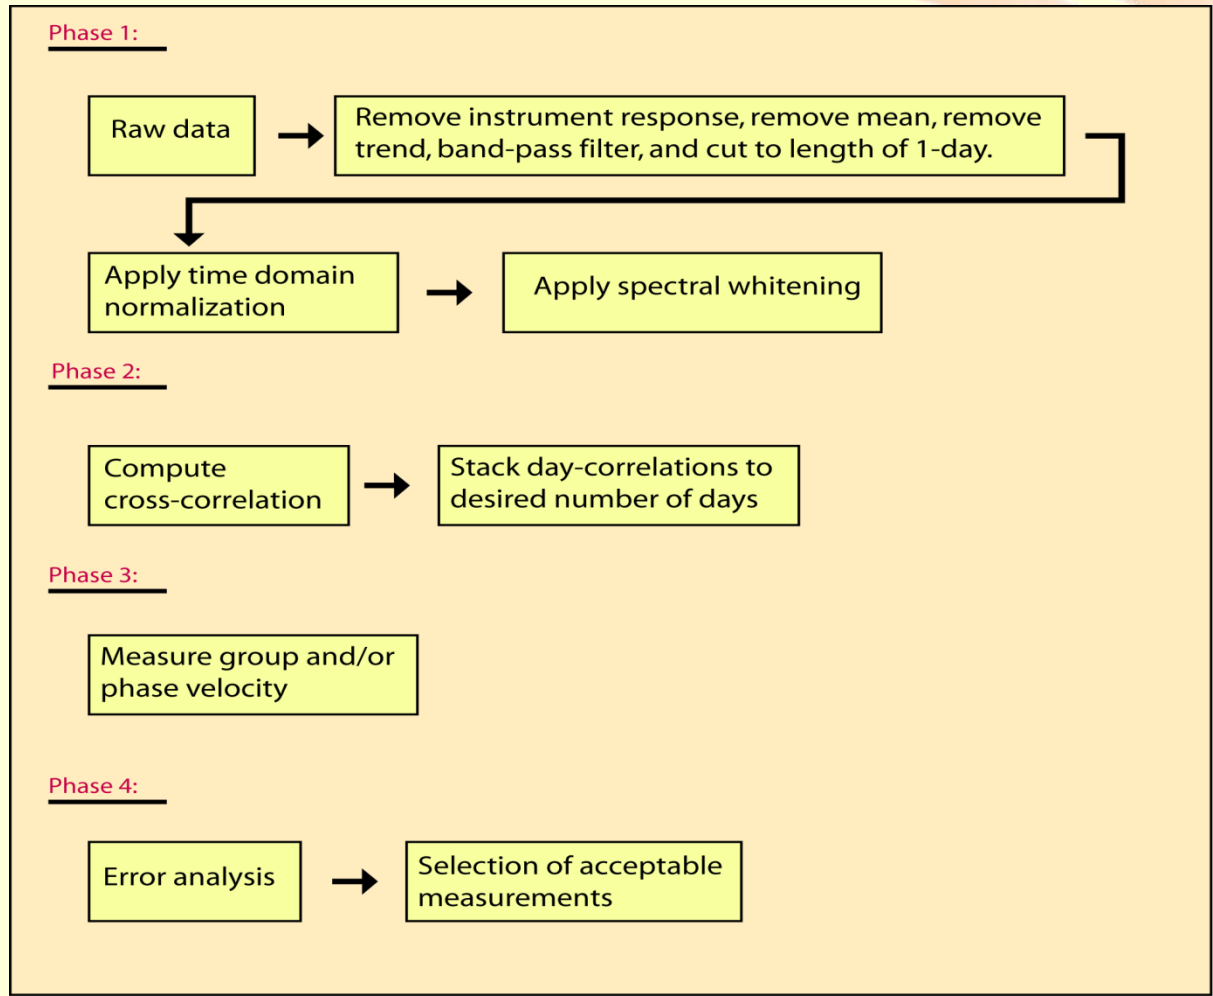 Phase 1:
Raw data
Remove instrument response, remove mean, remove
trend, band-pass filter, and cut to length of 1-day.
Apply time domain
normalization
Apply spectral whitening
Phase 2:
Compute
cross-correlation
Stack day-correlations to
desired number of days
Phase 3:
Measure group and/or
phase velocity
Phase 4:
Error analysis
Selection of acceptable
measurements